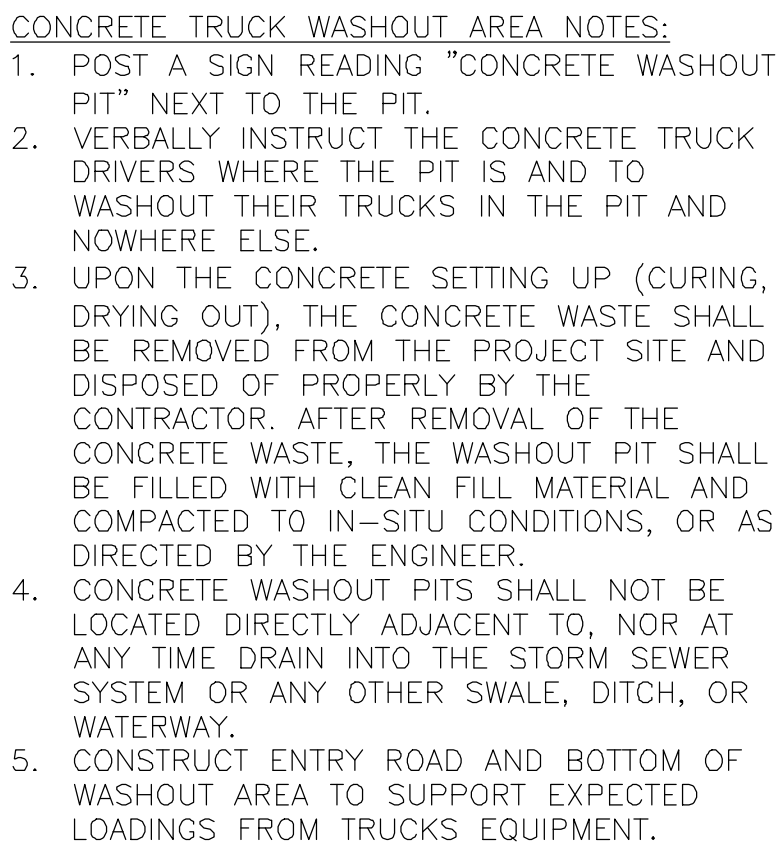 CONCRETE TRUCK WASHOUT AREA NOTES:
1. POST A SIGN READING "CONCRETE WASHOUT
PIT" NEXT TO THE PIT.
2. VERBALLY INSTRUCT THE CONCRETE TRUCK
DRIVERS WHERE THE PIT IS AND TO
WASHOUT THEIR TRUCKS IN THE PIT AND
NOWHERE ELSE.
3. UPON THE CONCRETE SETTING UP (CURING,
DRYING OUT), THE CONCRETE WASTE SHALL
BE REMOVED FROM THE PROJECT SITE AND
DISPOSED OF PROPERLY BY THE
CONTRACTOR. AFTER REMOVAL OF THE
CONCRETE WASTE, THE WASHOUT PIT SHALL
BE FILLED WITH CLEAN FILL MATERIAL AND
COMPACTED TO IN-SITU CONDITIONS, OR AS
DIRECTED BY THE ENGINEER.
4. CONCRETE WASHOUT PITS SHALL NOT BE
LOCATED DIRECTLY ADJACENT TO, NOR AT
ANY TIME DRAIN INTO THE STORM SEWER
SYSTEM OR ANY OTHER SWALE, DITCH, OR
WATERWAY.
5. CONSTRUCT ENTRY ROAD AND BOTTOM OF
WASHOUT AREA TO SUPPORT EXPECTED
LOADINGS FROM TRUCKS EQUIPMENT.